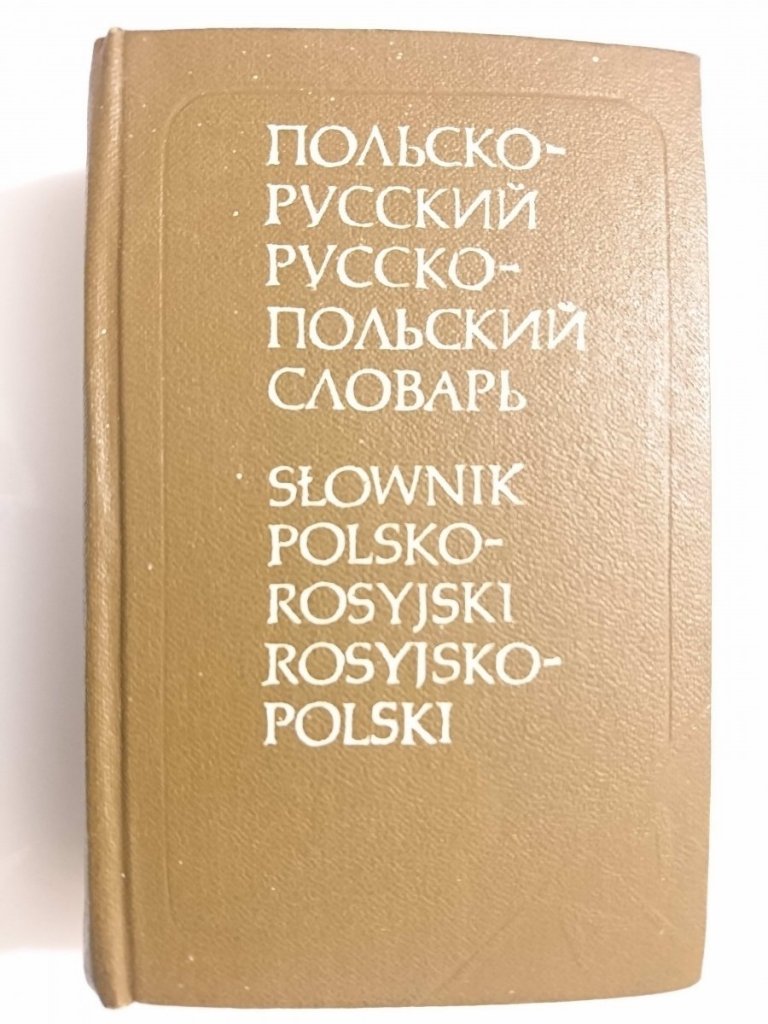 ПОЛЬСКО-
РУССКИЙ
РУССКО-
ПОЛЬСКИЙ
СЛОВАРЬ
SŁOWNIK
POLSKO-
ROSYJSKI
ROSYJSKO-
POLSKI